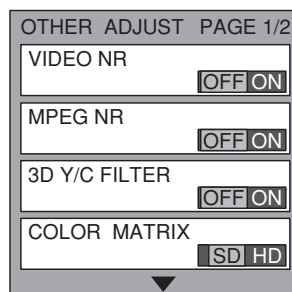 OTHER ADJUST PAGE 1/2
VIDEO NR
OFF ON
MPEG NR
OFF ON
3D Y/C FILTER
OFF ON
COLOR MATRIX
SD HD